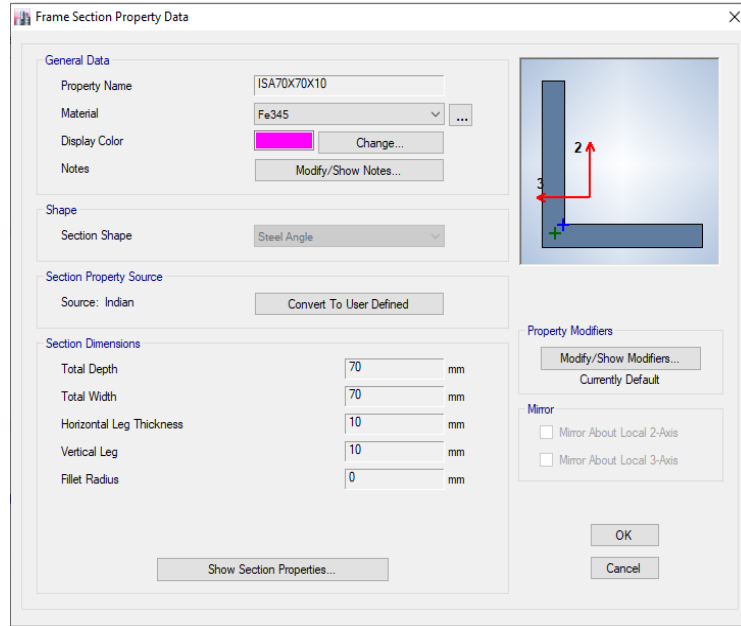 Frame Section Property Data
General Data
Property Name ISA70X70X10
Material Fe345 ...
Display Color Change...
Notes Modify/Show Notes...
2
3
Shape
Section Shape Steel Angle
Section Property Source
Source: Indian Convert To User Defined
Section Dimensions
Total Depth 70 mm
Total Width 70 mm
Horizontal Leg Thickness 10 mm
Vertical Leg 10 mm
Fillet Radius 0 mm
Show Section Properties...
Property Modifiers
Modify/Show Modifiers...
Currently Default
Mirror
Mirror About Local 2-Axis
Mirror About Local 3-Axis
OK
Cancel